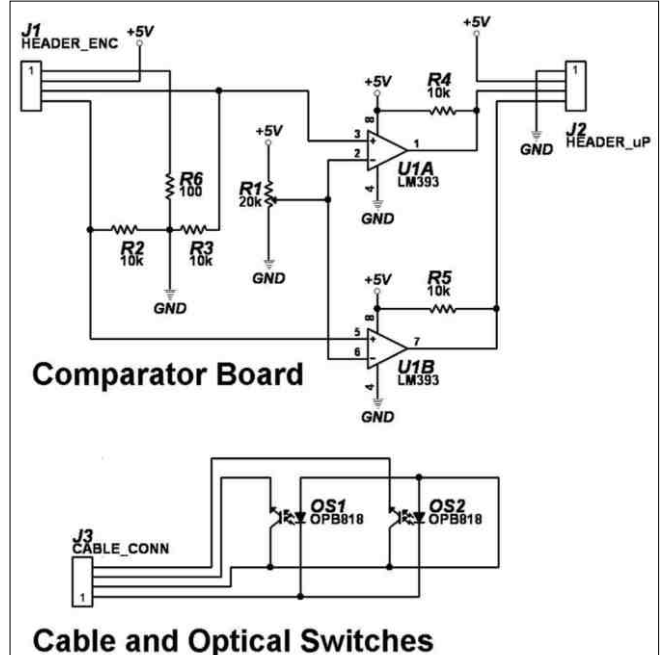 J1
HEADER_ENC
+5V
+5V
1
+5V
R4
10k
1
J2
HEADER_uP
GND
+5V
8
3
+
1
2
-
U1A
LM393
4
GND
R6
100
R1
20k
GND
R2
10k
R3
10k
GND
+5V
R5
10k
8
5
+
7
6
-
U1B
LM393
4
GND
Comparator Board
OS1
OPB818
OS2
OPB818
J3
CABLE_CONN
1
Cable and Optical Switches